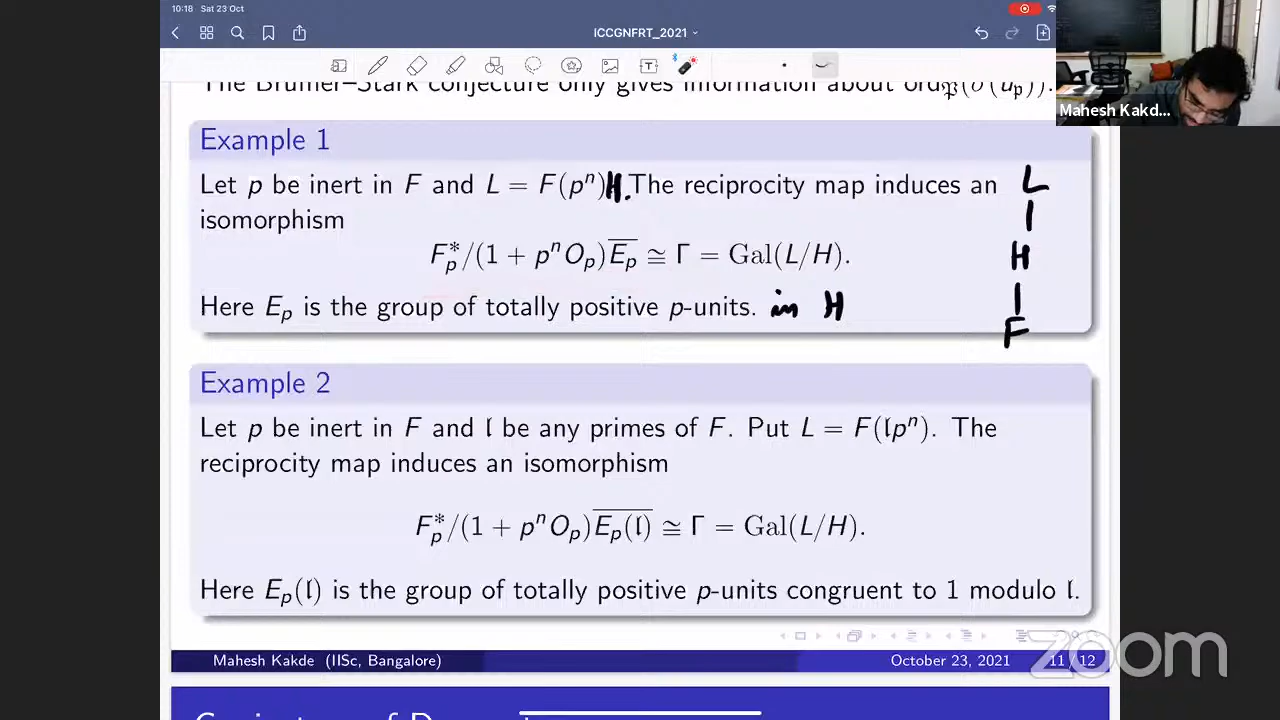 10:18 Sat 23 Oct
ICCGNFRT_2021
The Brumer–Stark conjecture only gives information about ord𝔓(σ(u𝔭)).
Mahesh Kakd...
Example 1
Let p be inert in F and L = F(pⁿ)H. The reciprocity map induces an
isomorphism
F*ₚ/(1 + pⁿOₚ)E̅ₚ ≅ Γ = Gal(L/H).
Here Eₚ is the group of totally positive p-units. in H
L
H
F
Example 2
Let p be inert in F and 𝔩 be any primes of F. Put L = F(𝔩pⁿ). The
reciprocity map induces an isomorphism
F*ₚ/(1 + pⁿOₚ)E̅ₚ(𝔩) ≅ Γ = Gal(L/H).
Here Eₚ(𝔩) is the group of totally positive p-units congruent to 1 modulo 𝔩.
Mahesh Kakde (IISc, Bangalore)
October 23, 2021
11/12
zoom